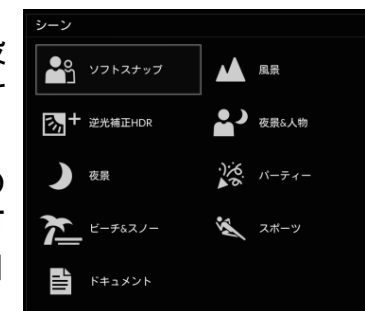 シーン
ソフトスナップ 風景
逆光補正HDR 夜景&人物
夜景 パーティー
ビーチ&スノー スポーツ
ドキュメント